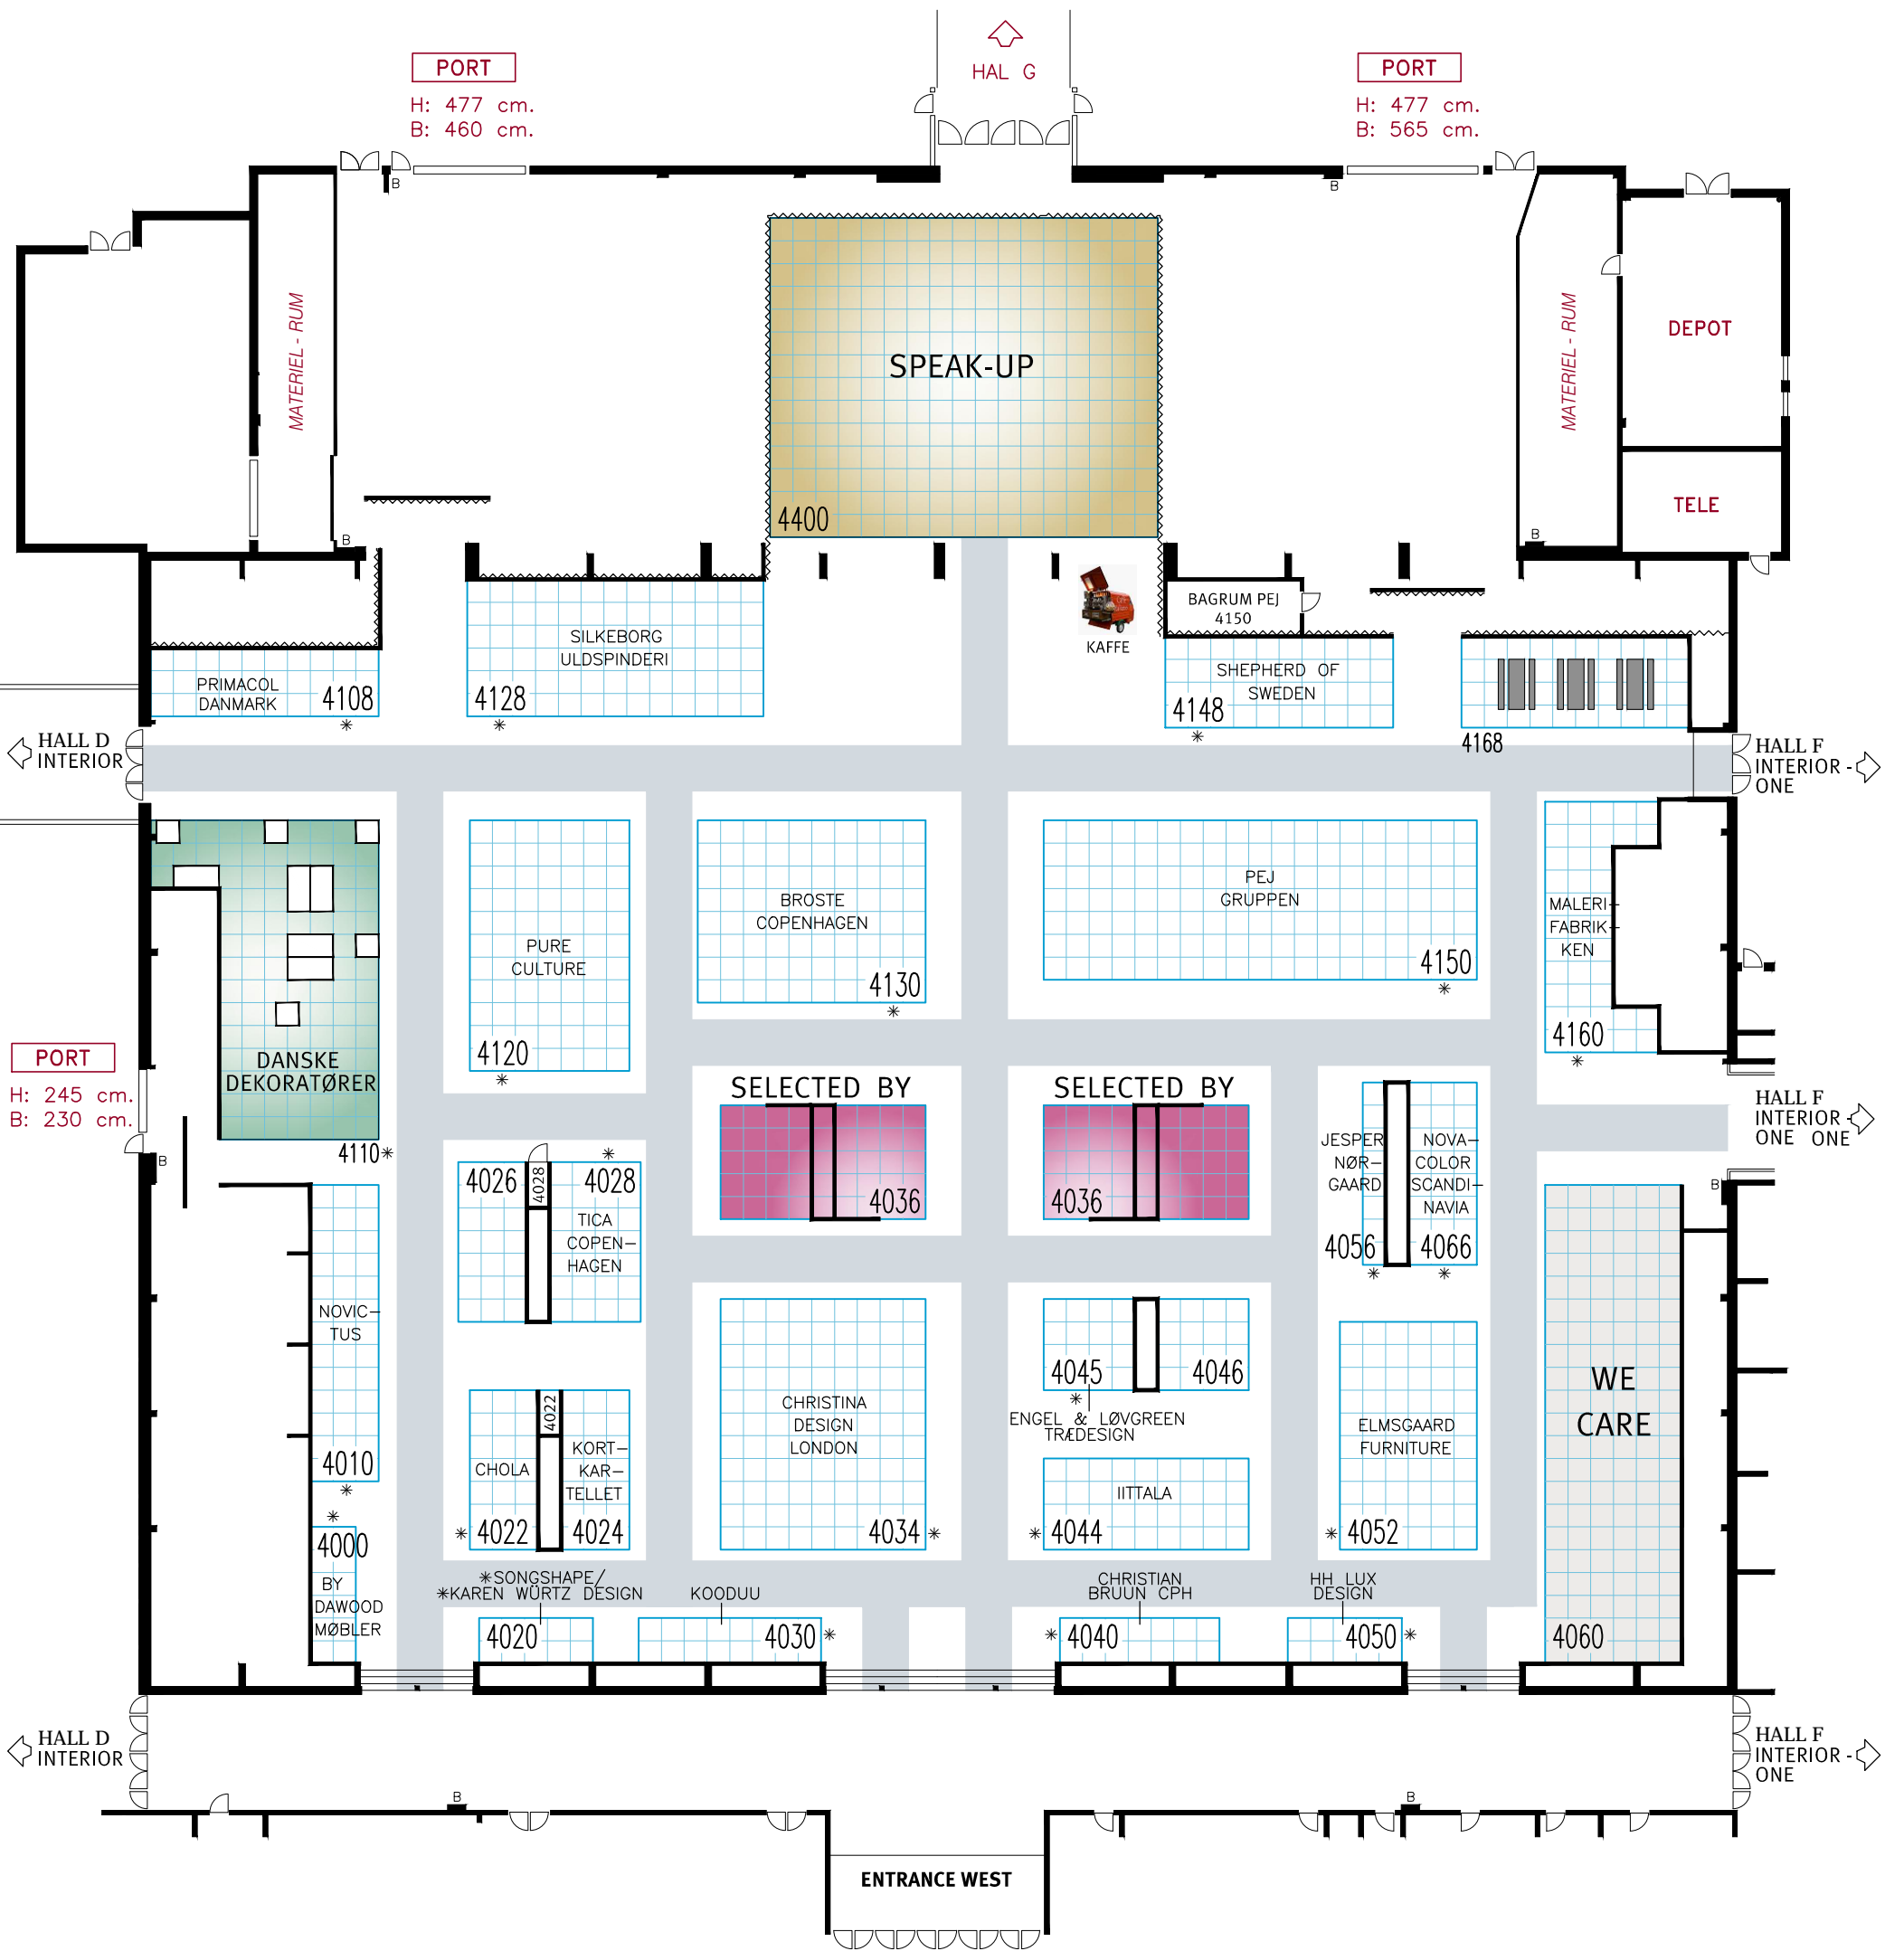 HAL G
PORT
H: 477 cm.
B: 460 cm.
PORT
H: 477 cm.
B: 565 cm.
B
B
MATERIEL - RUM
SPEAK-UP
4400
MATERIEL - RUM
DEPOT
TELE
B
B
PRIMACOL
DANMARK
4108
*
SILKEBORG
ULDSPINDERI
4128
*
KAFFE
BAGRUM PEJ
4150
SHEPHERD OF
SWEDEN
4148
*
4168
HALL D
INTERIOR
HALL F
INTERIOR -
ONE
DANSKE
DEKORATØRER
4110*
PURE
CULTURE
4120
*
BROSTE
COPENHAGEN
4130
*
PEJ
GRUPPEN
4150
*
MALERI-
FABRIK-
KEN
4160
*
PORT
H: 245 cm.
B: 230 cm.
B
SELECTED BY
4036
SELECTED BY
4036
JESPER
NØR-
GAARD
4056
*
NOVA-
COLOR
SCANDI-
NAVIA
4066
*
HALL F
INTERIOR -
ONE ONE
B
4026
4028
*
4028
TICA
COPEN-
HAGEN
NOVIC-
TUS
4010
*
CHOLA
4022
*
4022
KORT-
KAR-
TELLET
4024
CHRISTINA
DESIGN
LONDON
4034 *
4045
*
4046
ENGEL & LØVGREEN
TRÆDESIGN
IITTALA
* 4044
ELMSGAARD
FURNITURE
* 4052
WE
CARE
4060
*
4000
BY
DAWOOD
MØBLER
*SONGSHAPE/
*KAREN WÜRTZ DESIGN
4020
KOODUU
4030 *
CHRISTIAN
BRUUN CPH
* 4040
HH LUX
DESIGN
4050 *
HALL D
INTERIOR
HALL F
INTERIOR -
ONE
B
B
ENTRANCE WEST